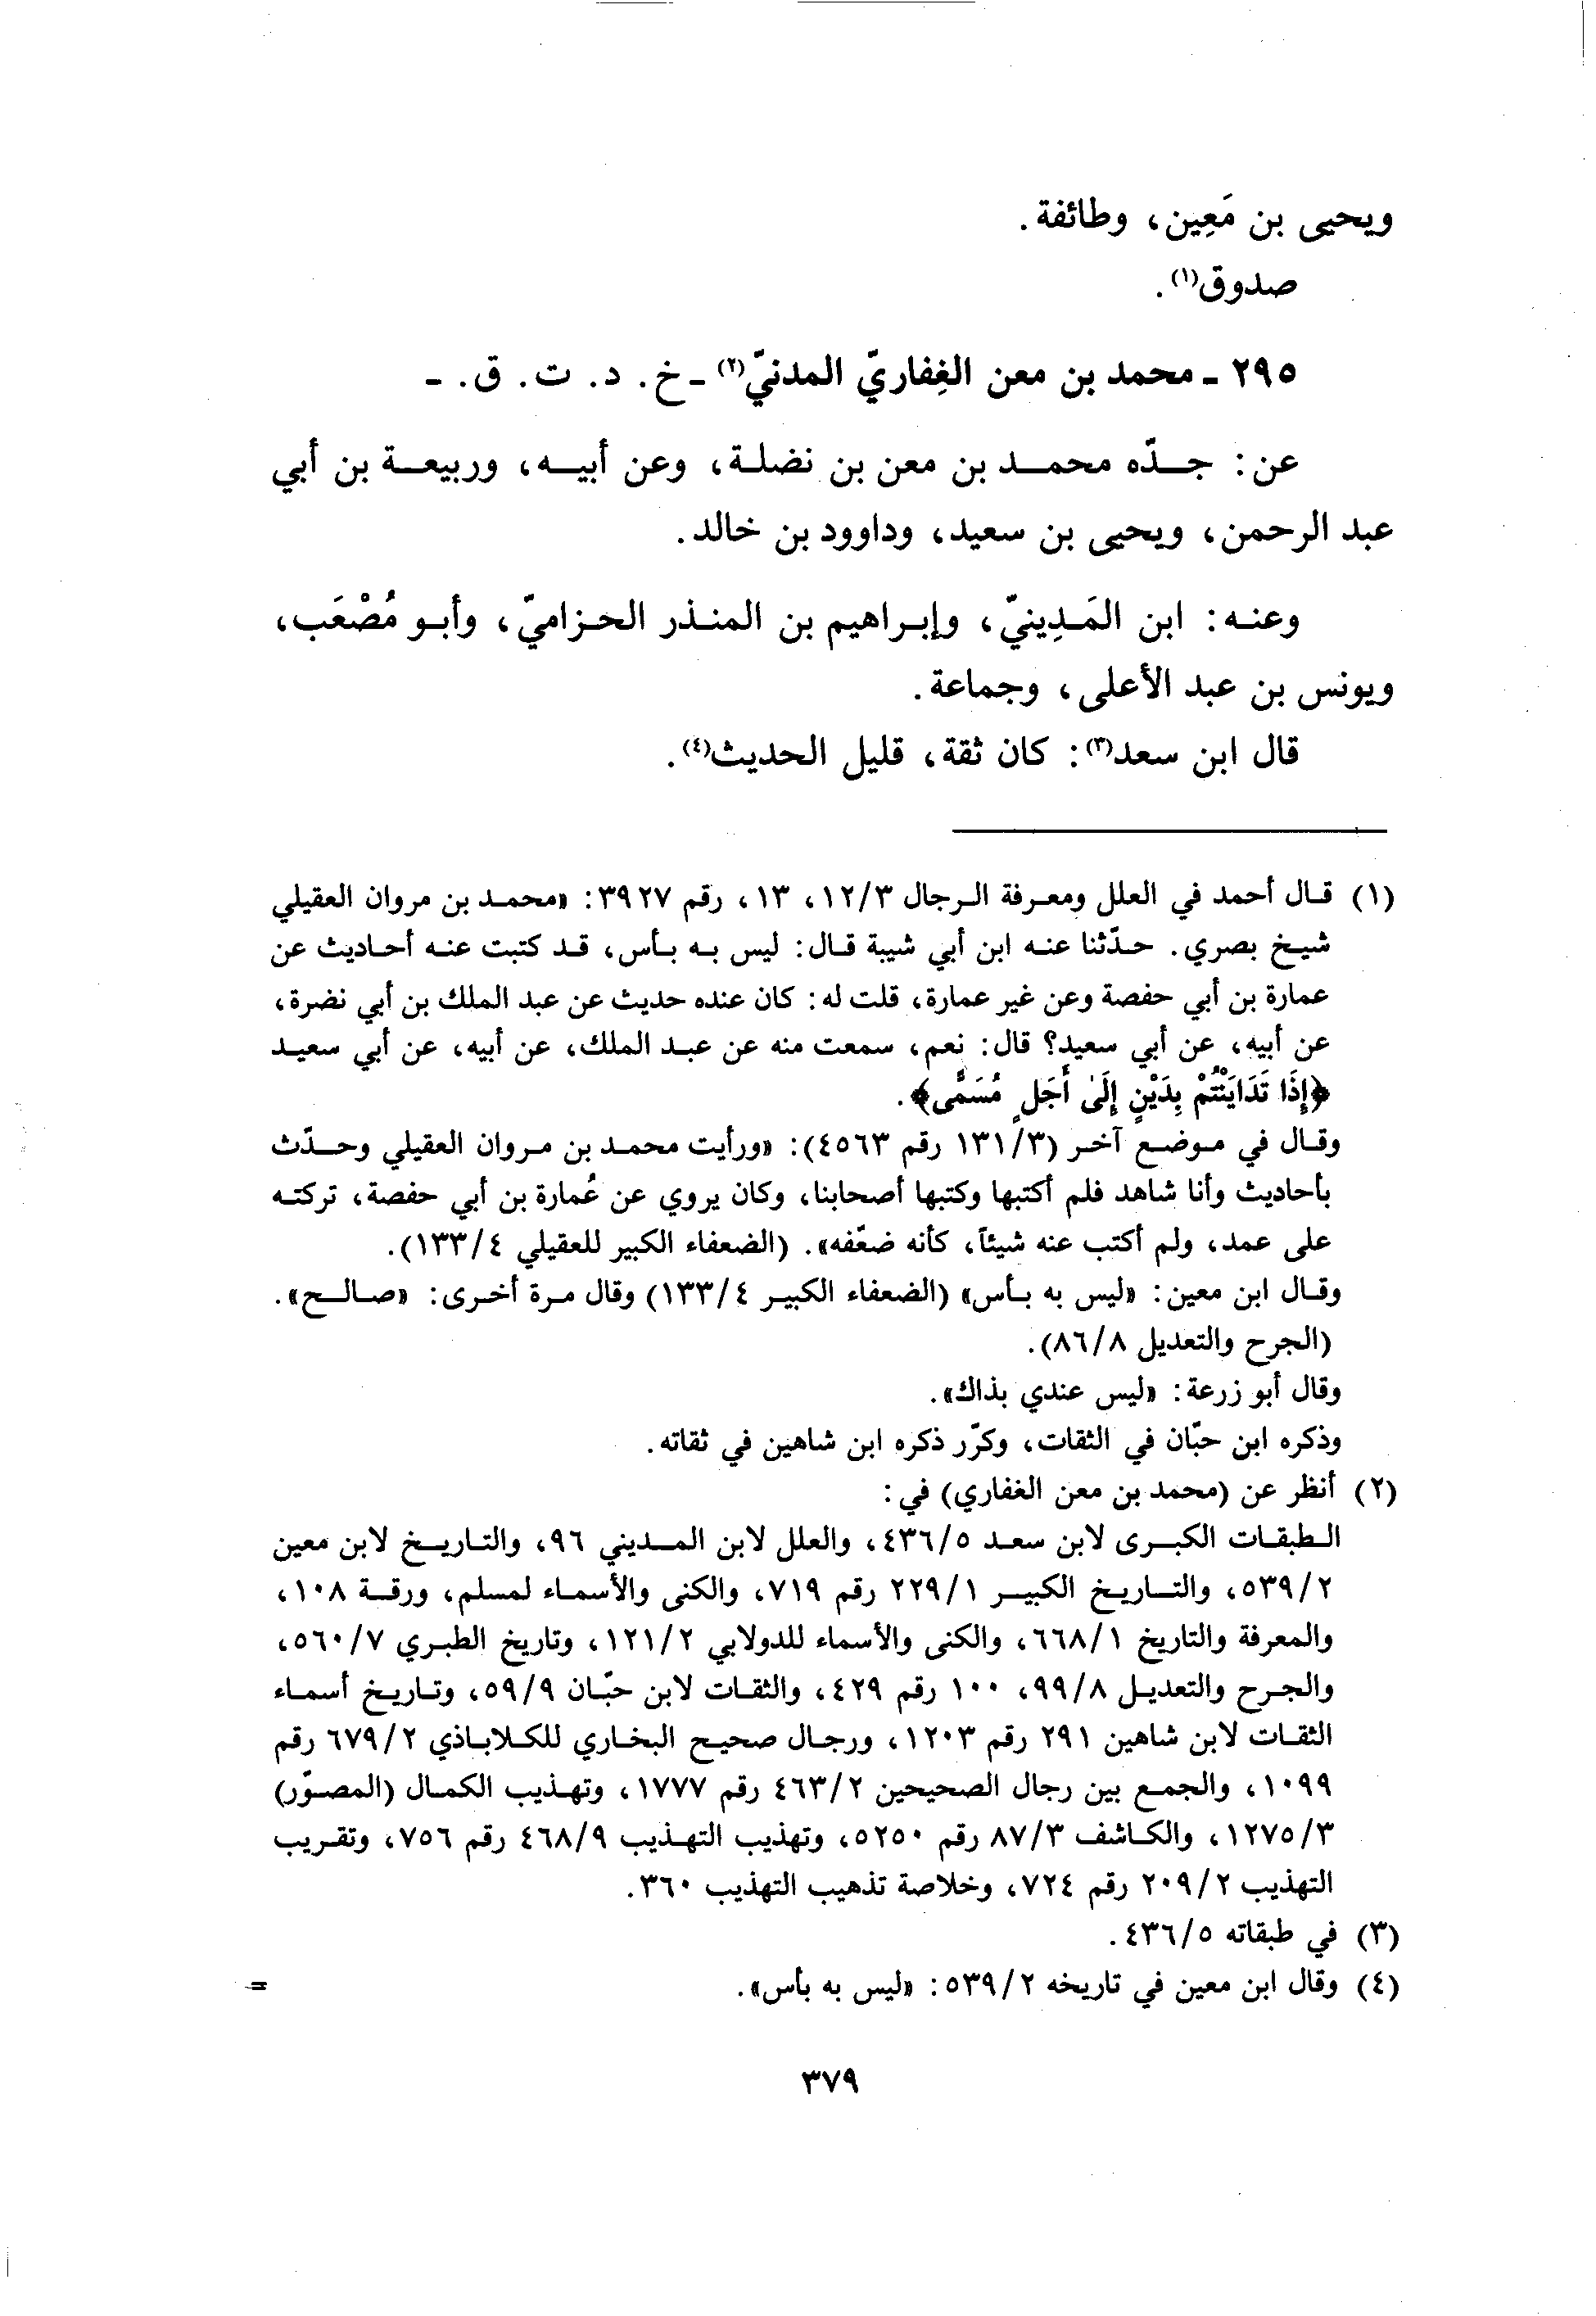 ويحيى بن مَعِين، وطائفة.
صدوق(١).
٢٩٥ - محمد بن معن الغِفاريّ المدنيّ(٢) - خ. د. ت. ق. -
عن: جدّه محمد بن معن بن نضلة، وعن أبيه، وربيعة بن أبي
عبد الرحمن، ويحيى بن سعيد، وداوود بن خالد.
وعنه: ابن المَدِينيّ، وإبراهيم بن المنذر الحزاميّ، وأبو مُصْعَب،
ويونس بن عبد الأعلى، وجماعة.
قال ابن سعد(٣): كان ثقة، قليل الحديث(٤).
(١) قال أحمد في العلل ومعرفة الرجال ١٢/٣، ١٣، رقم ٣٩٢٧: «محمد بن مروان العقيلي
شيخ بصري. حدّثنا عنه ابن أبي شيبة قال: ليس به بأس، قد كتبت عنه أحاديث عن
عمارة بن أبي حفصة وعن غير عمارة، قلت له: كان عنده حديث عن عبد الملك بن أبي نضرة،
عن أبيه، عن أبي سعيد؟ قال: نعم، سمعت منه عن عبد الملك، عن أبيه، عن أبي سعيد
﴿إِذَا تَدَايَنْتُمْ بِدَيْنٍ إِلَىٰ أَجَلٍ مُسَمًّى﴾.
وقال في موضع آخر (١٣١/٣ رقم ٤٥٦٣): «ورأيت محمد بن مروان العقيلي وحدّث
بأحاديث وأنا شاهد فلم أكتبها وكتبها أصحابنا، وكان يروي عن عُمارة بن أبي حفصة، تركته
على عمد، ولم أكتب عنه شيئاً، كأنه ضعّفه». (الضعفاء الكبير للعقيلي ١٣٣/٤).
وقال ابن معين: «ليس به بأس» (الضعفاء الكبير ١٣٣/٤) وقال مرة أخرى: «صالح».
(الجرح والتعديل ٨٦/٨).
وقال أبو زرعة: «ليس عندي بذاك».
وذكره ابن حبّان في الثقات، وكرّر ذكره ابن شاهين في ثقاته.
(٢) أنظر عن (محمد بن معن الغفاري) في:
الطبقات الكبرى لابن سعد ٤٣٦/٥، والعلل لابن المديني ٩٦، والتاريخ لابن معين
٥٣٩/٢، والتاريخ الكبير ٢٢٩/١ رقم ٧١٩، والكنى والأسماء لمسلم، ورقة ١٠٨،
والمعرفة والتاريخ ٦٦٨/١، والكنى والأسماء للدولابي ١٢١/٢، وتاريخ الطبري ٥٦٠/٧،
والجرح والتعديل ٩٩/٨، ١٠٠ رقم ٤٢٩، والثقات لابن حبّان ٥٩/٩، وتاريخ أسماء
الثقات لابن شاهين ٢٩١ رقم ١٢٠٣، ورجال صحيح البخاري للكلاباذي ٦٧٩/٢ رقم
١٠٩٩، والجمع بين رجال الصحيحين ٤٦٣/٢ رقم ١٧٧٧، وتهذيب الكمال (المصوّر)
١٢٧٥/٣، والكاشف ٨٧/٣ رقم ٥٢٥٠، وتهذيب التهذيب ٤٦٨/٩ رقم ٧٥٦، وتقريب
التهذيب ٢٠٩/٢ رقم ٧٢٤، وخلاصة تذهيب التهذيب ٣٦٠.
(٣) في طبقاته ٤٣٦/٥.
(٤) وقال ابن معين في تاريخه ٥٣٩/٢: «ليس به بأس». =
٣٧٩